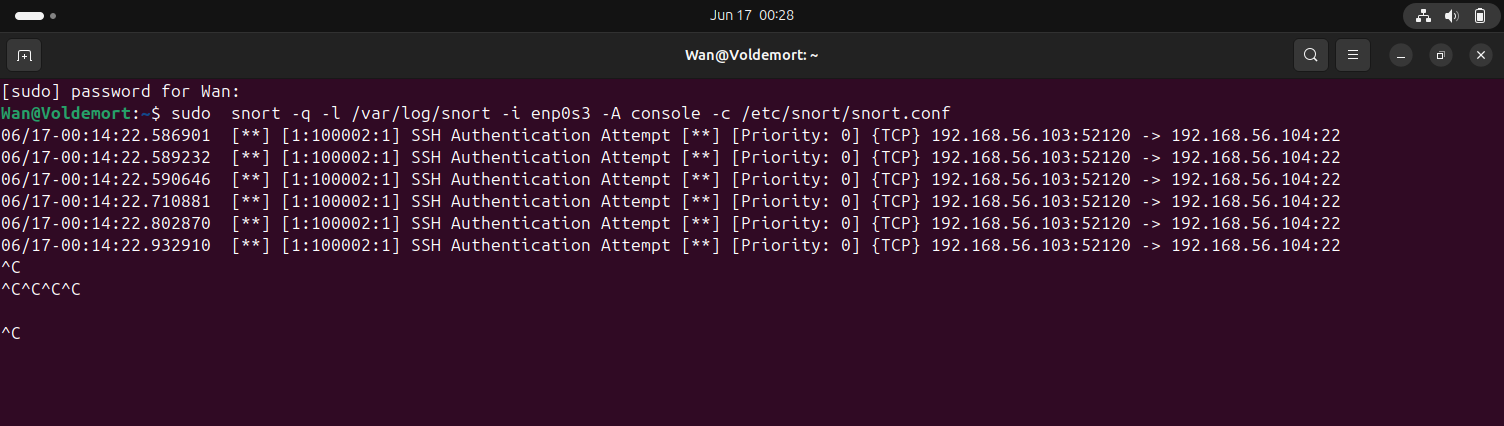 Jun 17  00:28
Wan@Voldemort: ~
[sudo] password for Wan:
Wan@Voldemort:~$ sudo  snort -q -l /var/log/snort -i enp0s3 -A console -c /etc/snort/snort.conf
06/17-00:14:22.586901  [**] [1:100002:1] SSH Authentication Attempt [**] [Priority: 0] {TCP} 192.168.56.103:52120 -> 192.168.56.104:22
06/17-00:14:22.589232  [**] [1:100002:1] SSH Authentication Attempt [**] [Priority: 0] {TCP} 192.168.56.103:52120 -> 192.168.56.104:22
06/17-00:14:22.590646  [**] [1:100002:1] SSH Authentication Attempt [**] [Priority: 0] {TCP} 192.168.56.103:52120 -> 192.168.56.104:22
06/17-00:14:22.710881  [**] [1:100002:1] SSH Authentication Attempt [**] [Priority: 0] {TCP} 192.168.56.103:52120 -> 192.168.56.104:22
06/17-00:14:22.802870  [**] [1:100002:1] SSH Authentication Attempt [**] [Priority: 0] {TCP} 192.168.56.103:52120 -> 192.168.56.104:22
06/17-00:14:22.932910  [**] [1:100002:1] SSH Authentication Attempt [**] [Priority: 0] {TCP} 192.168.56.103:52120 -> 192.168.56.104:22
^C
^C^C^C^C
^C